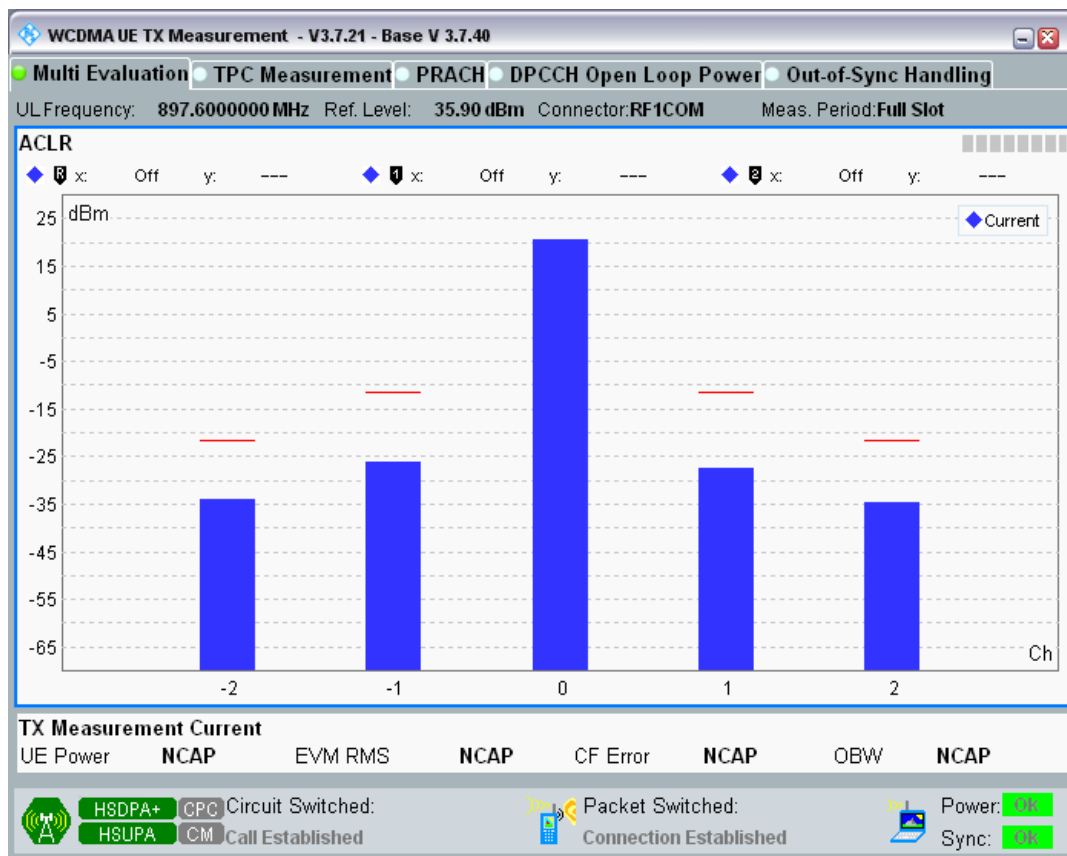 WCDMA UE TX Measurement - V3.7.21 - Base V 3.7.40
Multi Evaluation TPC Measurement PRACH DPCCH Open Loop Power Out-of-Sync Handling
UL Frequency: 897.6000000 MHz Ref. Level: 35.90 dBm Connector:RF1COM Meas. Period:Full Slot
ACLR
R x: Off y: --- 1 x: Off y: --- 2 x: Off y: ---
dBm
Current
25
15
5
-5
-15
-25
-35
-45
-55
-65
Ch
-2 -1 0 1 2
TX Measurement Current
UE Power NCAP EVM RMS NCAP CF Error NCAP OBW NCAP
HSDPA+ CPC Circuit Switched: Packet Switched: Power: Ok
HSUPA CM Call Established Connection Established Sync: Ok